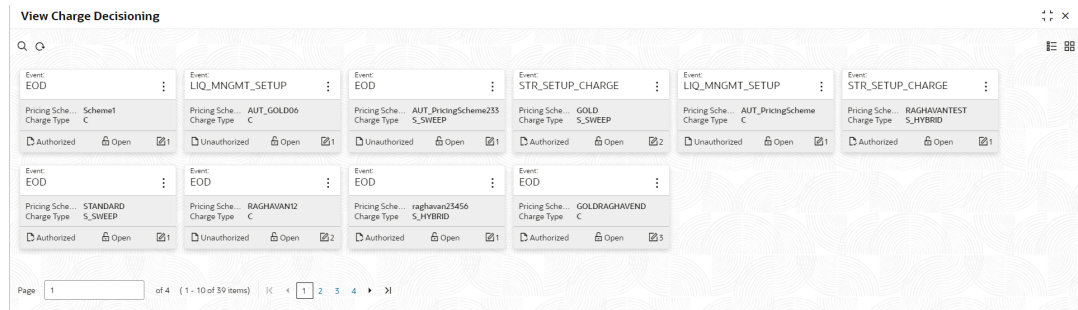 View Charge Decisioning
Event: Event: Event: Event: Event: Event:
EOD LIQ_MNGMT_SETUP EOD STR_SETUP_CHARGE LIQ_MNGMT_SETUP STR_SETUP_CHARGE
Pricing Sche... Scheme1 Pricing Sche... AUT_GOLD06 Pricing Sche... AUT_PricingScheme233 Pricing Sche... GOLD Pricing Sche... AUT_PricingScheme Pricing Sche... RAGHAVANTEST
Charge Type C Charge Type C Charge Type S_SWEEP Charge Type S_SWEEP Charge Type C Charge Type S_HYBRID
Authorized Open 1 Unauthorized Open 1 Unauthorized Open 1 Authorized Open 2 Unauthorized Open 1 Authorized Open 1
Event: Event: Event: Event:
EOD EOD EOD EOD
Pricing Sche... STANDARD Pricing Sche... RAGHAVAN12 Pricing Sche... raghavan23456 Pricing Sche... GOLDRAGHAVEND
Charge Type S_SWEEP Charge Type C Charge Type S_HYBRID Charge Type C
Authorized Open 1 Unauthorized Open 2 Authorized Open 1 Authorized Open 3
Page 1 of 4 (1 - 10 of 39 items) 1 2 3 4